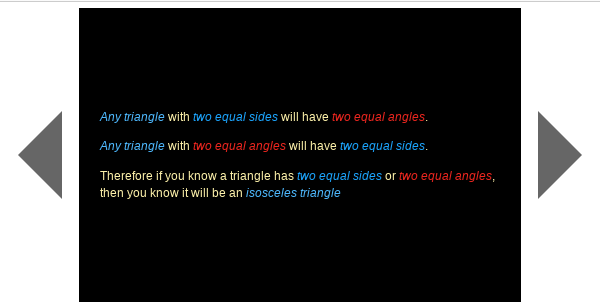 Any triangle with two equal sides will have two equal angles.
Any triangle with two equal angles will have two equal sides.
Therefore if you know a triangle has two equal sides or two equal angles,
then you know it will be an isosceles triangle